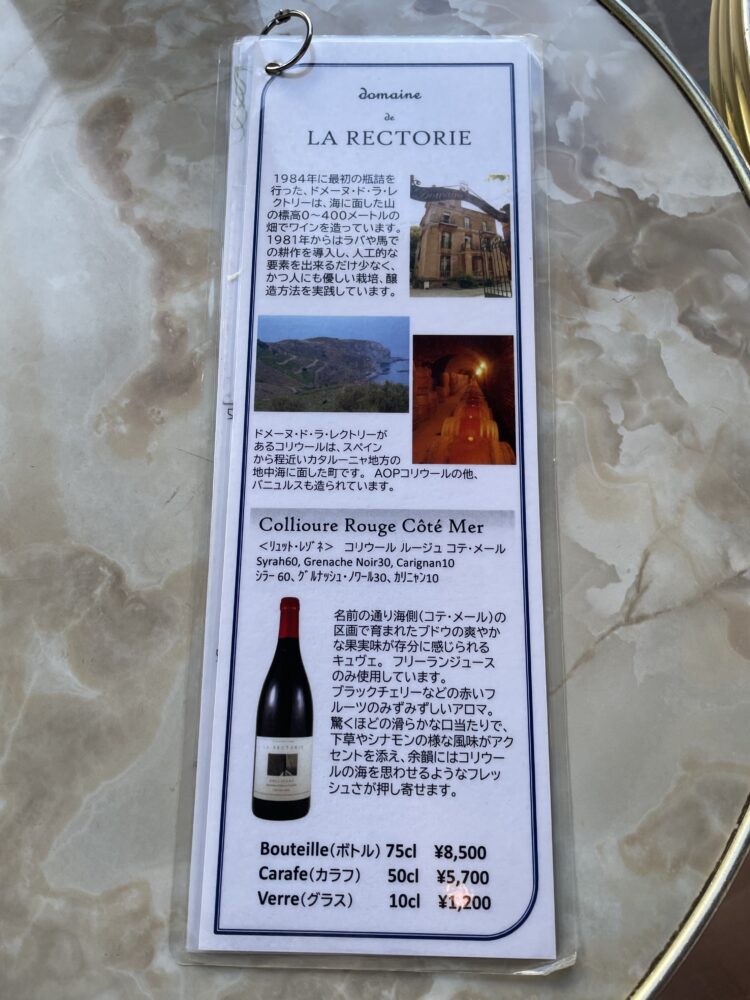 domaine
de
LA RECTORIE
1984年に最初の瓶詰を
行った、ドメーヌ・ド・ラ・レ
クトリーは、海に面した山
の標高0～400メートルの
畑でワインを造っています。
1981年からはラバや馬で
の耕作を導入し、人工的な
要素を出来るだけ少なく、
かつ人にも優しい栽培、醸
造方法を実践しています。
ドメーヌ・ド・ラ・レクトリーが
あるコリウールは、スペイン
から程近いカタルーニャ地方の
地中海に面した町です。 AOPコリウールの他、
バニュルスも造られています。
Collioure Rouge Côté Mer
＜リュット・レゾネ＞ コリウール ルージュ コテ・メール
Syrah60, Grenache Noir30, Carignan10
ｼﾗｰ 60、ｸﾞﾙﾅｯｼｭ・ﾉﾜｰﾙ30、ｶﾘﾆｬﾝ10
名前の通り海側（コテ・メール）の
区画で育まれたブドウの爽やか
な果実味が存分に感じられる
キュヴェ。 フリーランジュース
のみ使用しています。
ブラックチェリーなどの赤いフ
ルーツのみずみずしいアロマ。
驚くほどの滑らかな口当たりで、
下草やシナモンの様な風味がアク
セントを添え、余韻にはコリウー
ルの海を思わせるようなフレッ
シュさが押し寄せます。
LA RECTORIE
COLLIOURE
Bouteille（ボトル） 75cl ¥8,500
Carafe（カラフ） 50cl ¥5,700
Verre（グラス） 10cl ¥1,200